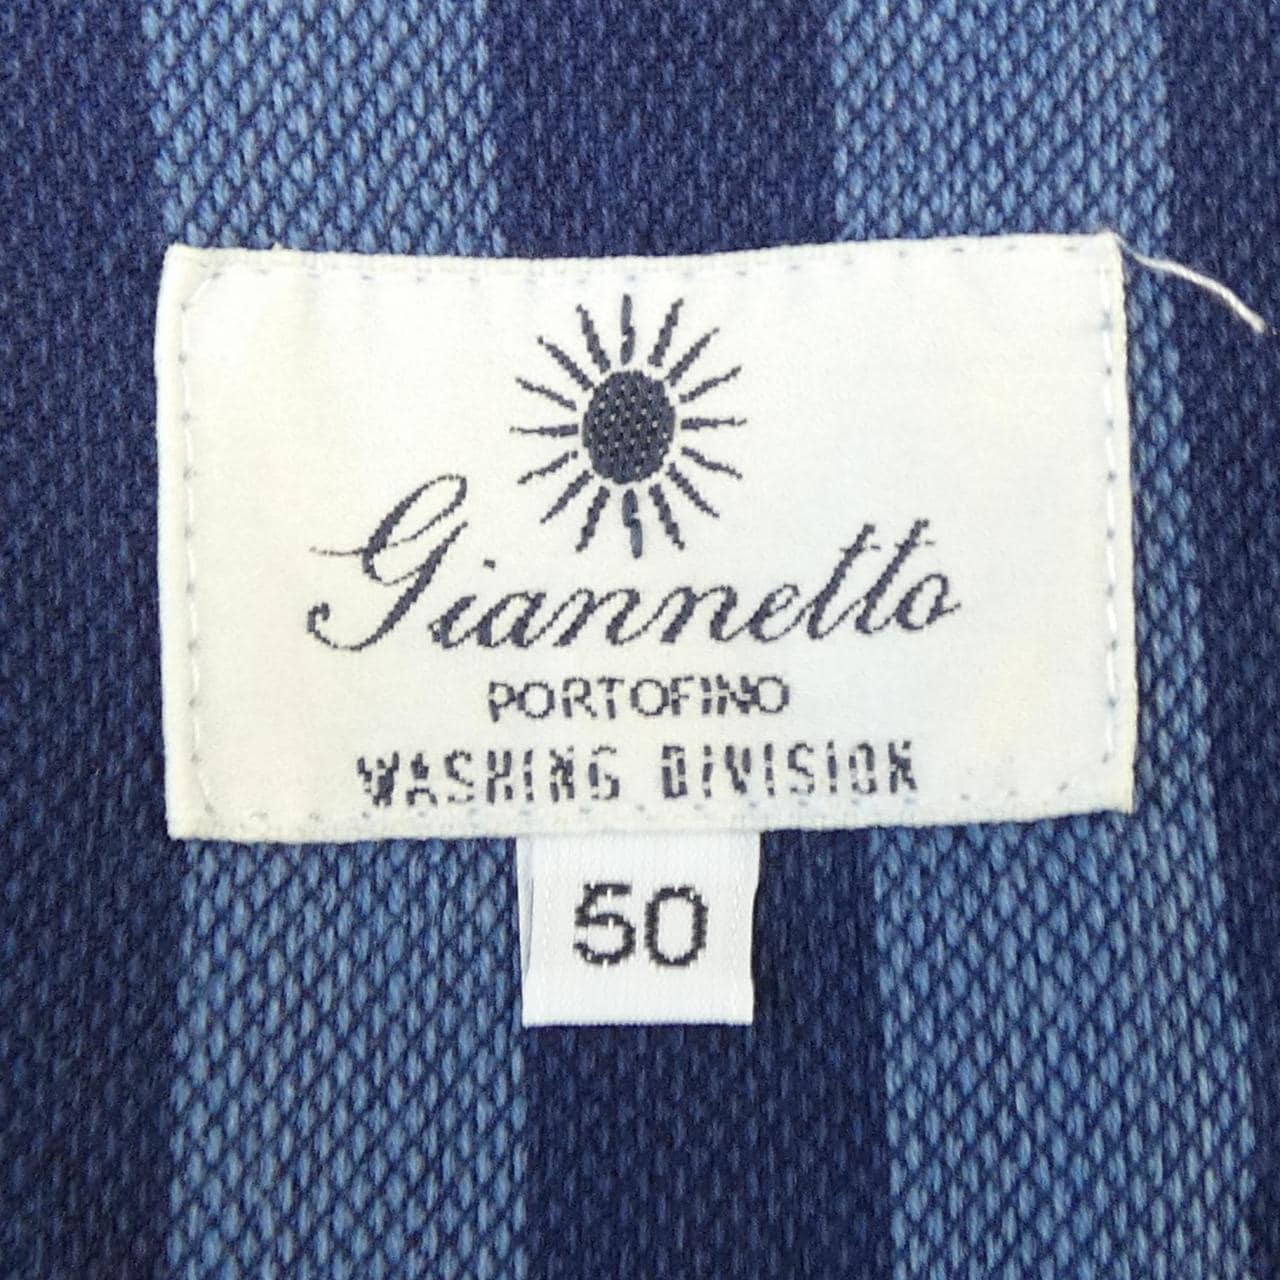 Giannetto
PORTOFINO
WASHING DIVISION
50